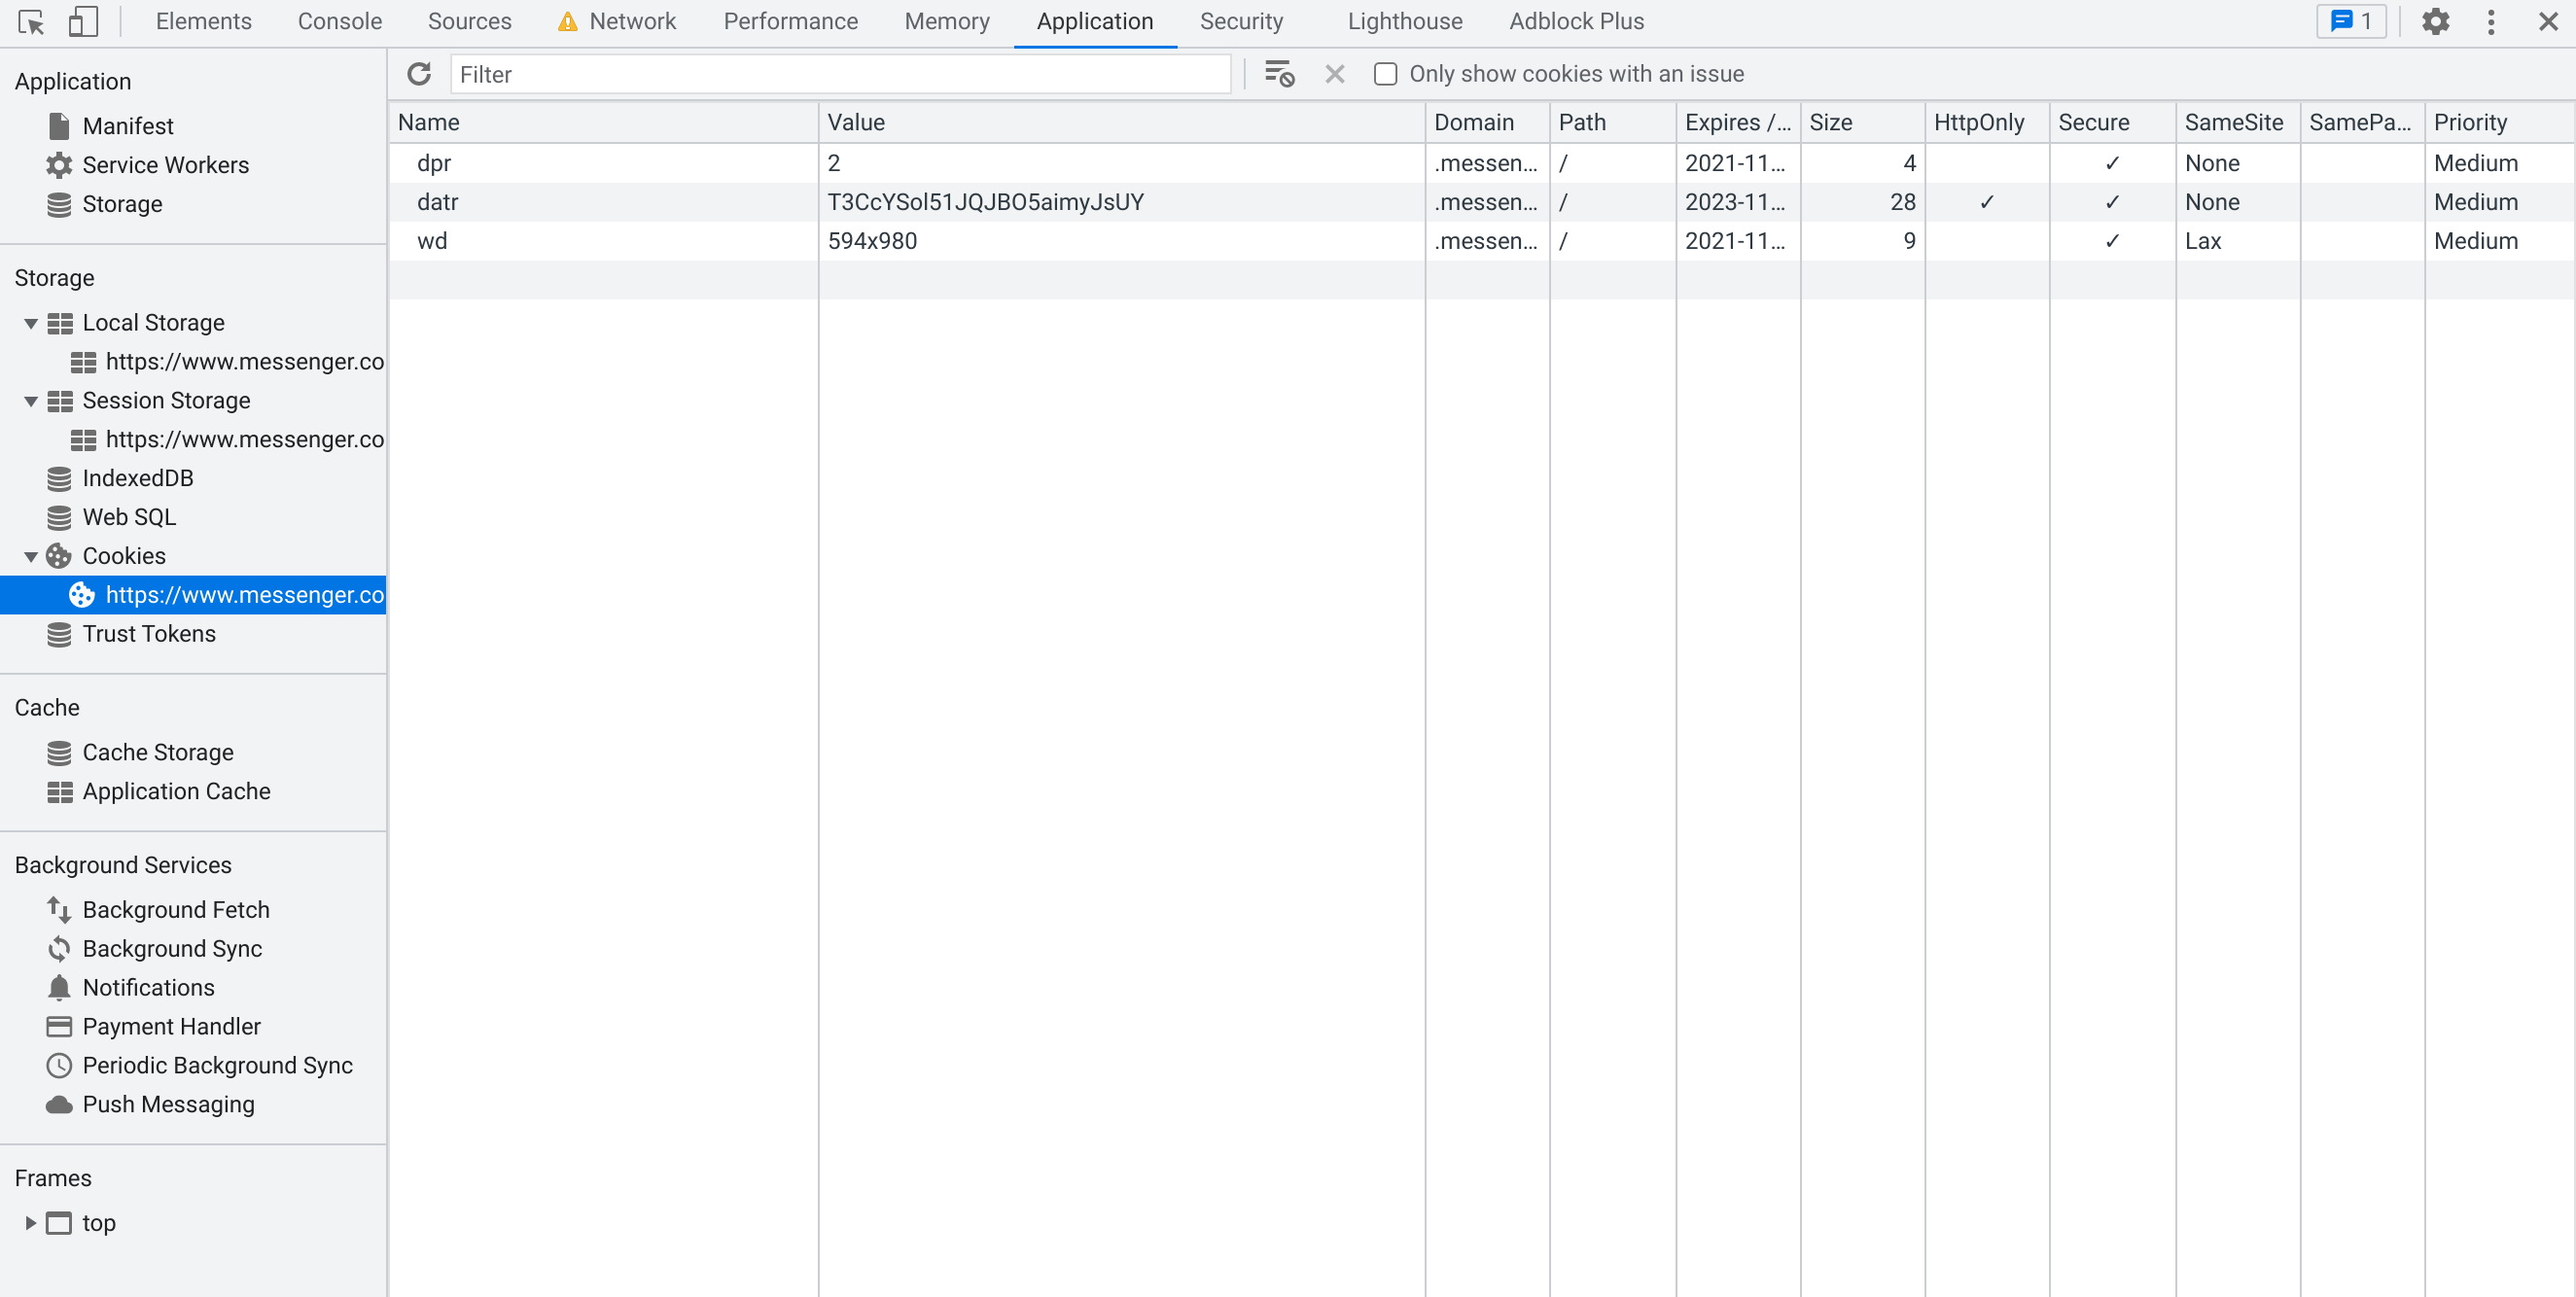 Elements Console Sources Network Performance Memory Application Security Lighthouse Adblock Plus 1
Application
Manifest
Service Workers
Storage
Storage
Local Storage
https://www.messenger.co
Session Storage
https://www.messenger.co
IndexedDB
Web SQL
Cookies
https://www.messenger.co
Trust Tokens
Cache
Cache Storage
Application Cache
Background Services
Background Fetch
Background Sync
Notifications
Payment Handler
Periodic Background Sync
Push Messaging
Frames
top
Filter Only show cookies with an issue
Name Value Domain Path Expires /... Size HttpOnly Secure SameSite SamePa... Priority
dpr 2 .messen... / 2021-11... 4 ✓ None Medium
datr T3CcYSol51JQJBO5aimyJsUY .messen... / 2023-11... 28 ✓ ✓ None Medium
wd 594x980 .messen... / 2021-11... 9 ✓ Lax Medium